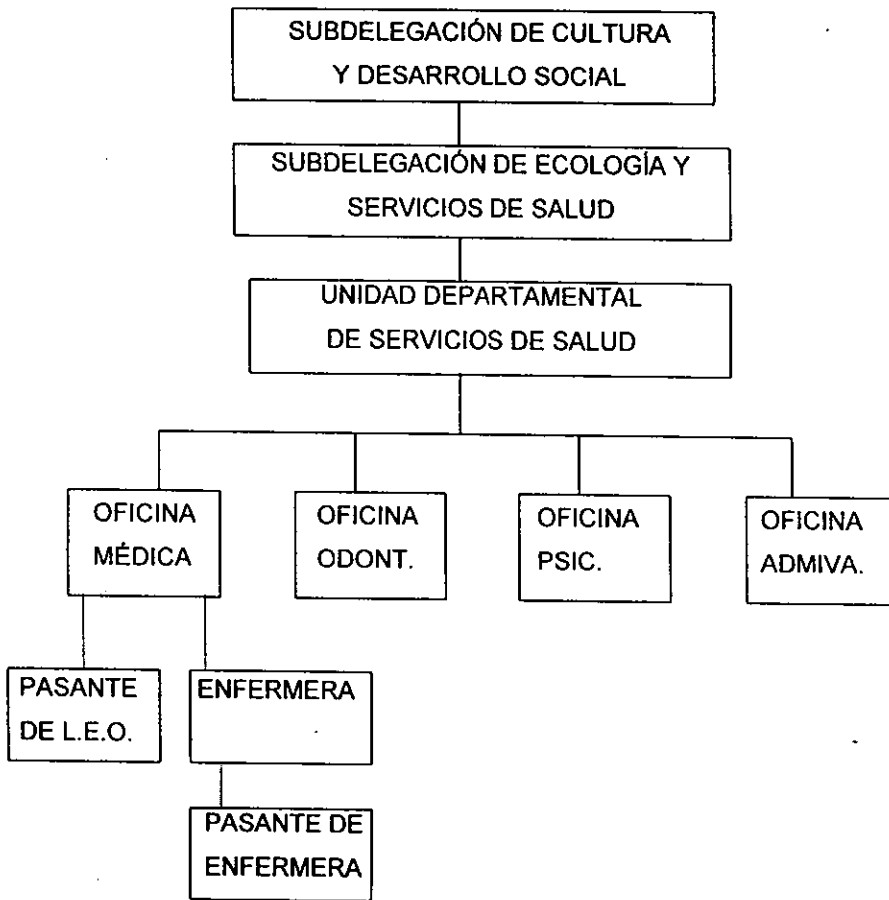 SUBDELEGACIÓN DE CULTURA
Y DESARROLLO SOCIAL
SUBDELEGACIÓN DE ECOLOGÍA Y
SERVICIOS DE SALUD
UNIDAD DEPARTAMENTAL
DE SERVICIOS DE SALUD
OFICINA
MÉDICA
OFICINA
ODONT.
OFICINA
PSIC.
OFICINA
ADMIVA.
PASANTE
DE L.E.O.
ENFERMERA
PASANTE DE
ENFERMERA